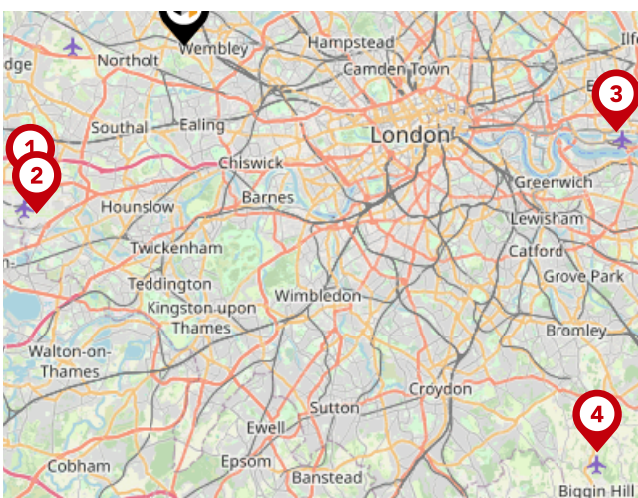 Wembley
Hampstead
Northolt
dge
Camden Town
3
Southal
Ealing
London
1
2
Chiswick
Barnes
Greenwich
Hounslow
Lewisham
Twickenham
Catford
Teddington
Grove Park
Kingston upon
Thames
Wimbledon
Bromley
Walton-on-
Thames
Croydon
Sutton
4
Ewell
Epsom
Cobham
Banstead
Biggin Hill